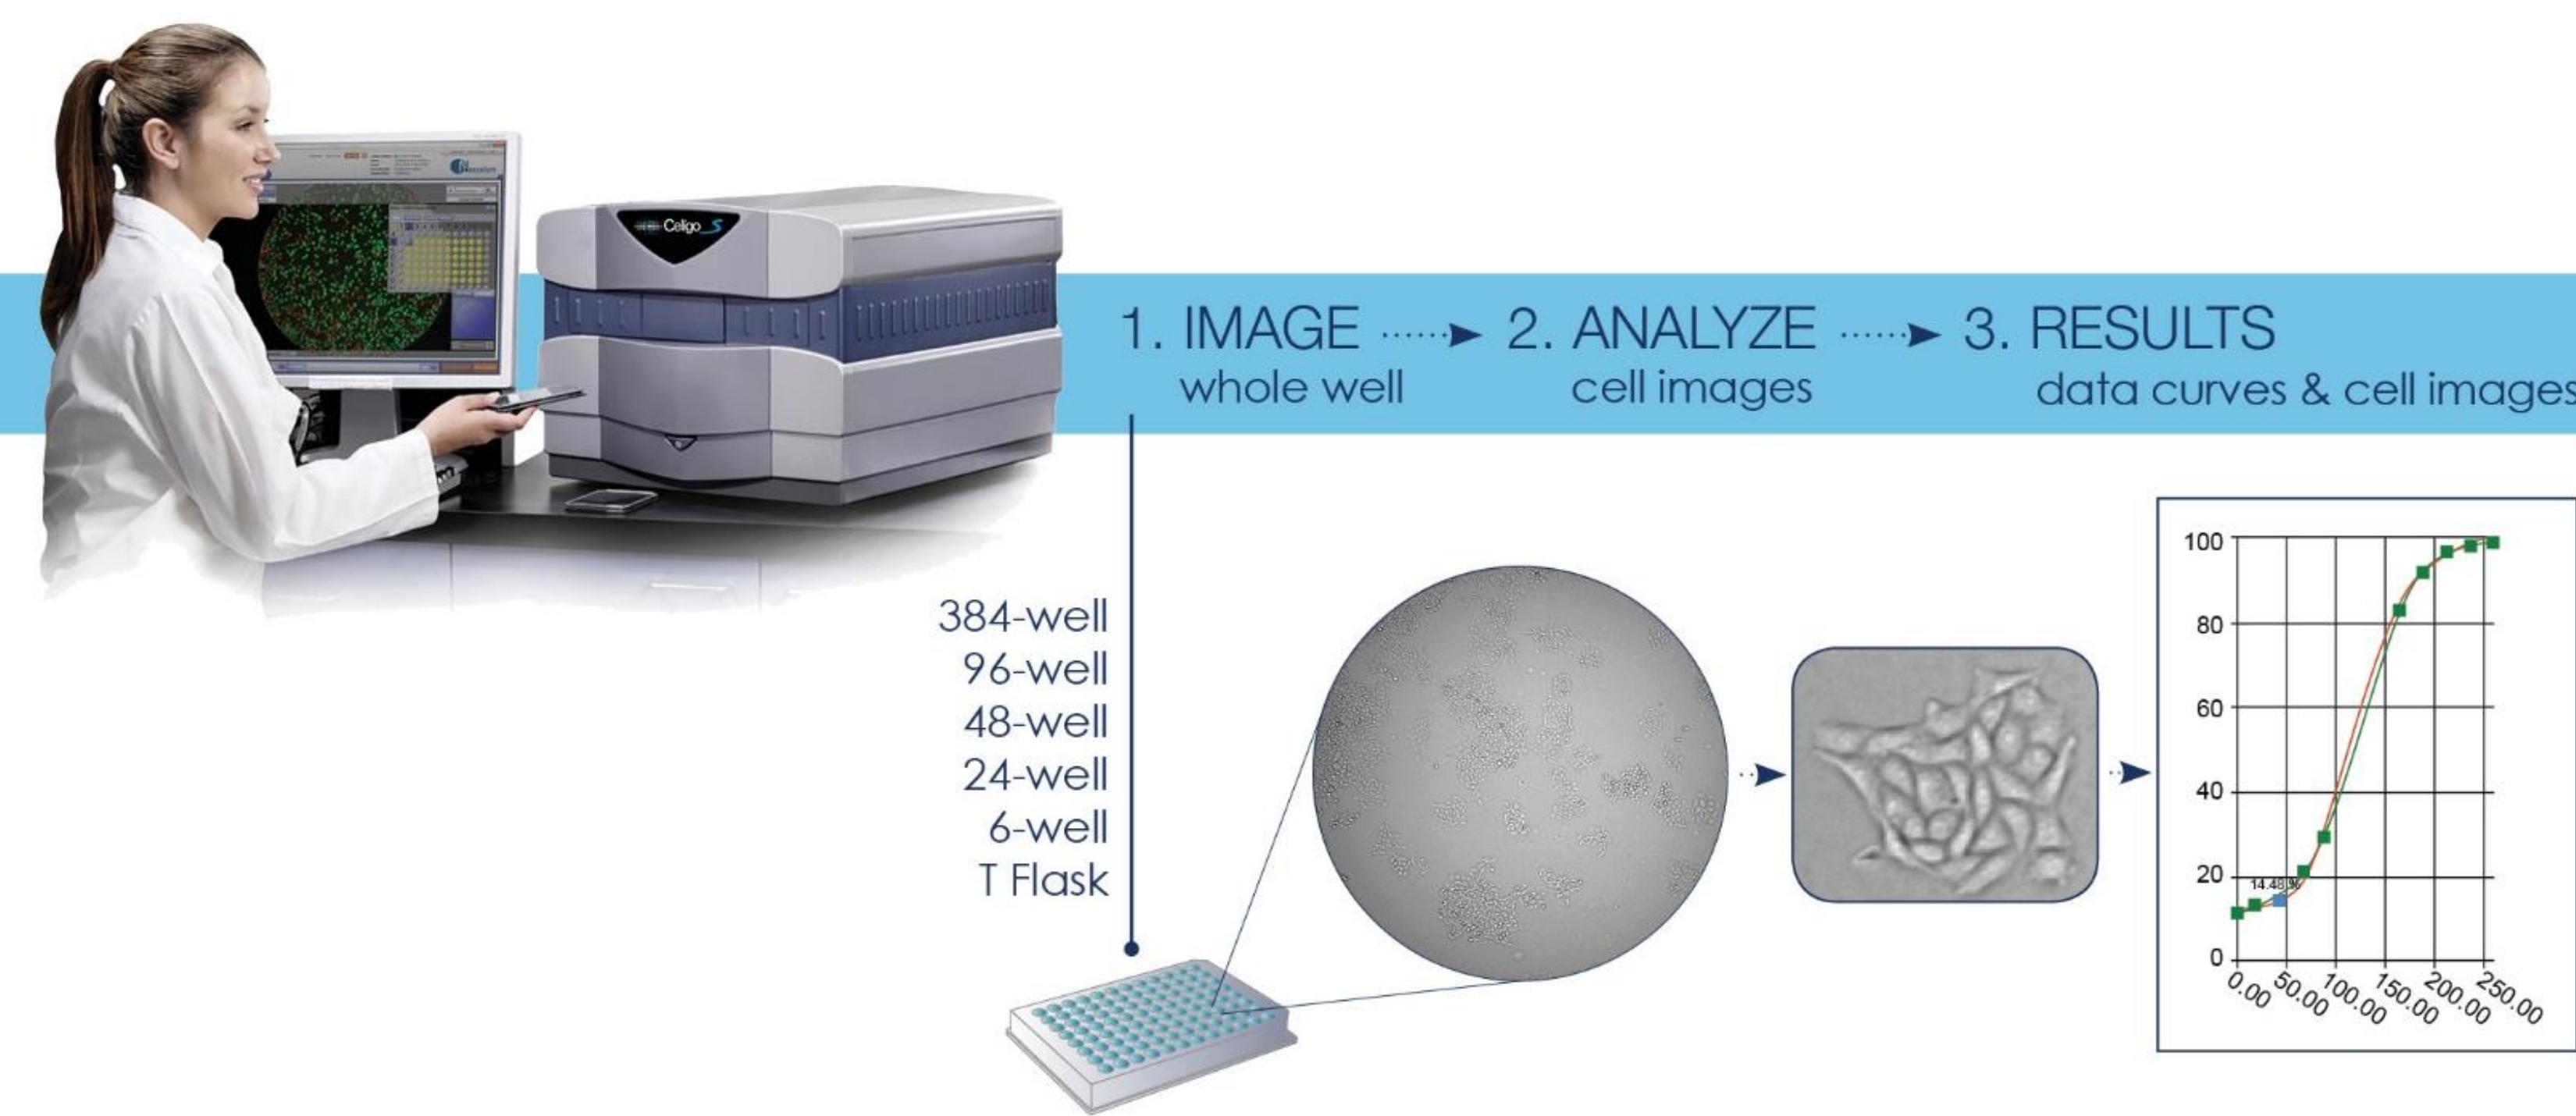 Celigo S
1. IMAGE
whole well
2. ANALYZE
cell images
3. RESULTS
data curves & cell images
384-well
96-well
48-well
24-well
6-well
T Flask
100
80
60
40
20
0
14.48 %
0.00
50.00
100.00
150.00
200.00
250.00